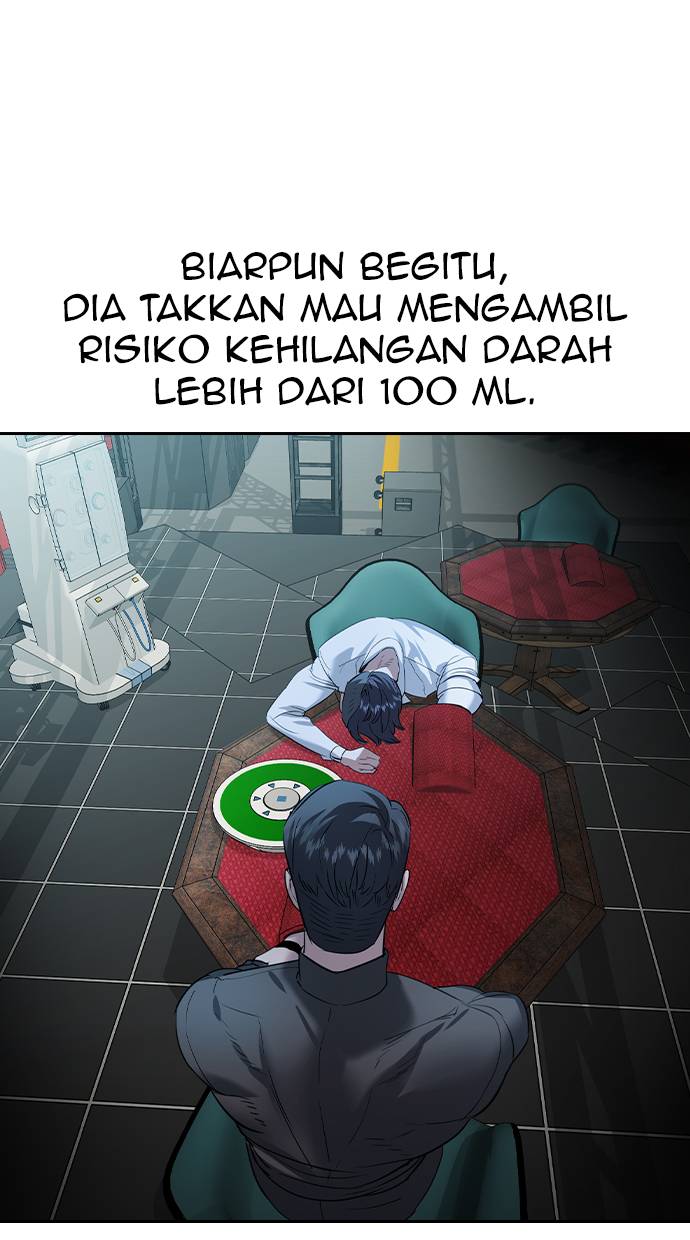 BIARPUN BEGITU,
DIA TAKKAN MAU MENGAMBIL
RISIKO KEHILANGAN DARAH
LEBIH DARI 100 ML.